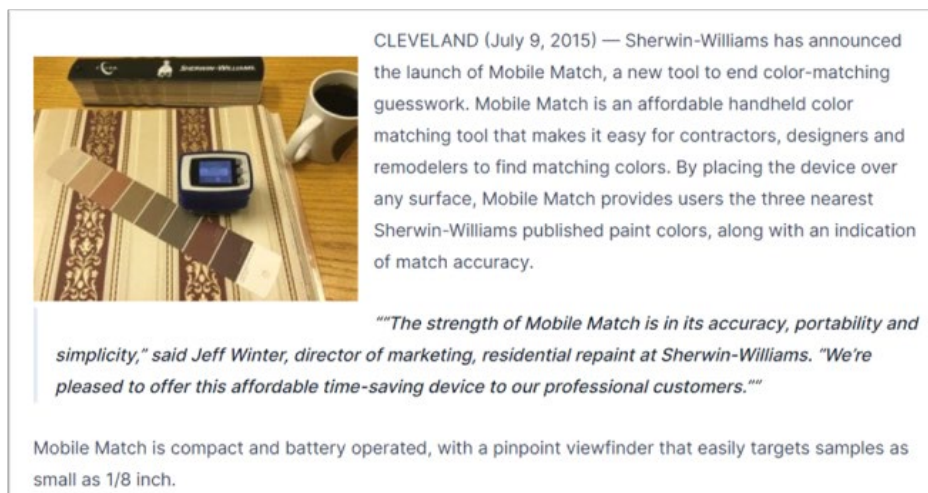 CLEVELAND (July 9, 2015) — Sherwin-Williams has announced
the launch of Mobile Match, a new tool to end color-matching
guesswork. Mobile Match is an affordable handheld color
matching tool that makes it easy for contractors, designers and
remodelers to find matching colors. By placing the device over
any surface, Mobile Match provides users the three nearest
Sherwin-Williams published paint colors, along with an indication
of match accuracy.
SHERWIN-WILLIAMS.
““The strength of Mobile Match is in its accuracy, portability and
simplicity,” said Jeff Winter, director of marketing, residential repaint at Sherwin-Williams. “We’re
pleased to offer this affordable time-saving device to our professional customers.””
Mobile Match is compact and battery operated, with a pinpoint viewfinder that easily targets samples as
small as 1/8 inch.